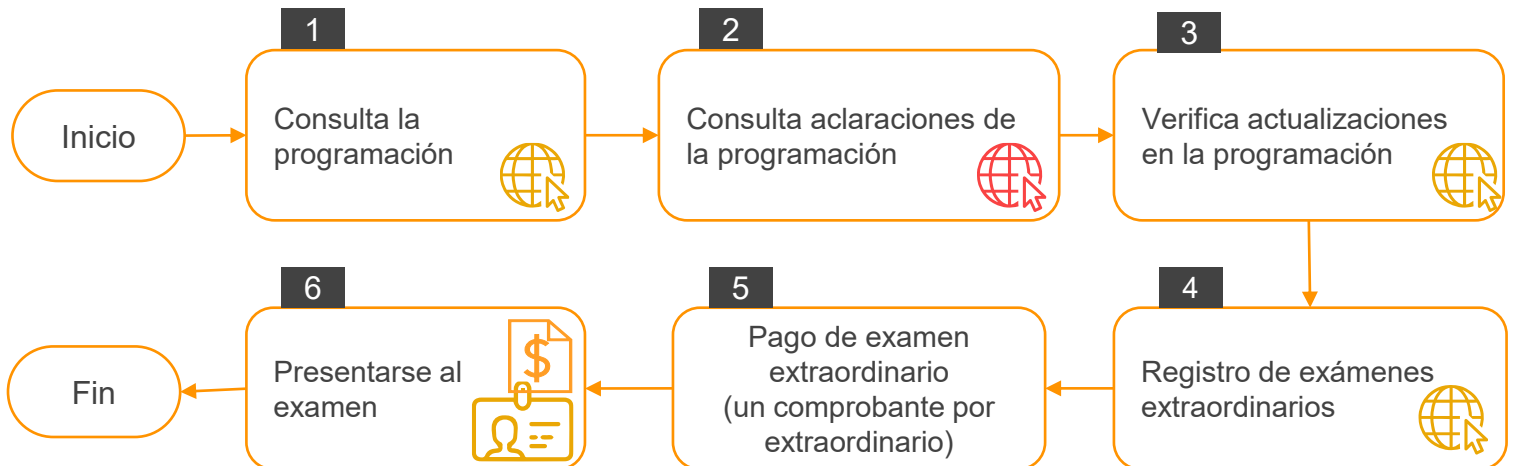 1
2
3
Inicio
Consulta la
programación
Consulta aclaraciones de
la programación
Verifica actualizaciones
en la programación
6
5
4
Fin
Presentarse al
examen
$
Pago de examen
extraordinario
(un comprobante por
extraordinario)
Registro de exámenes
extraordinarios